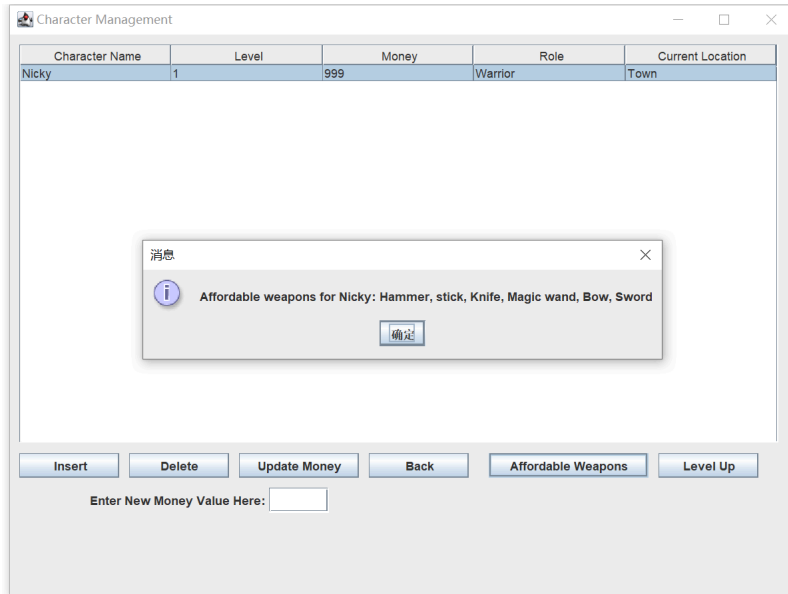 Character Management
Character Name Level Money Role Current Location
Nicky 1 999 Warrior Town
消息
Affordable weapons for Nicky: Hammer, stick, Knife, Magic wand, Bow, Sword
确定
Insert Delete Update Money Back Affordable Weapons Level Up
Enter New Money Value Here: